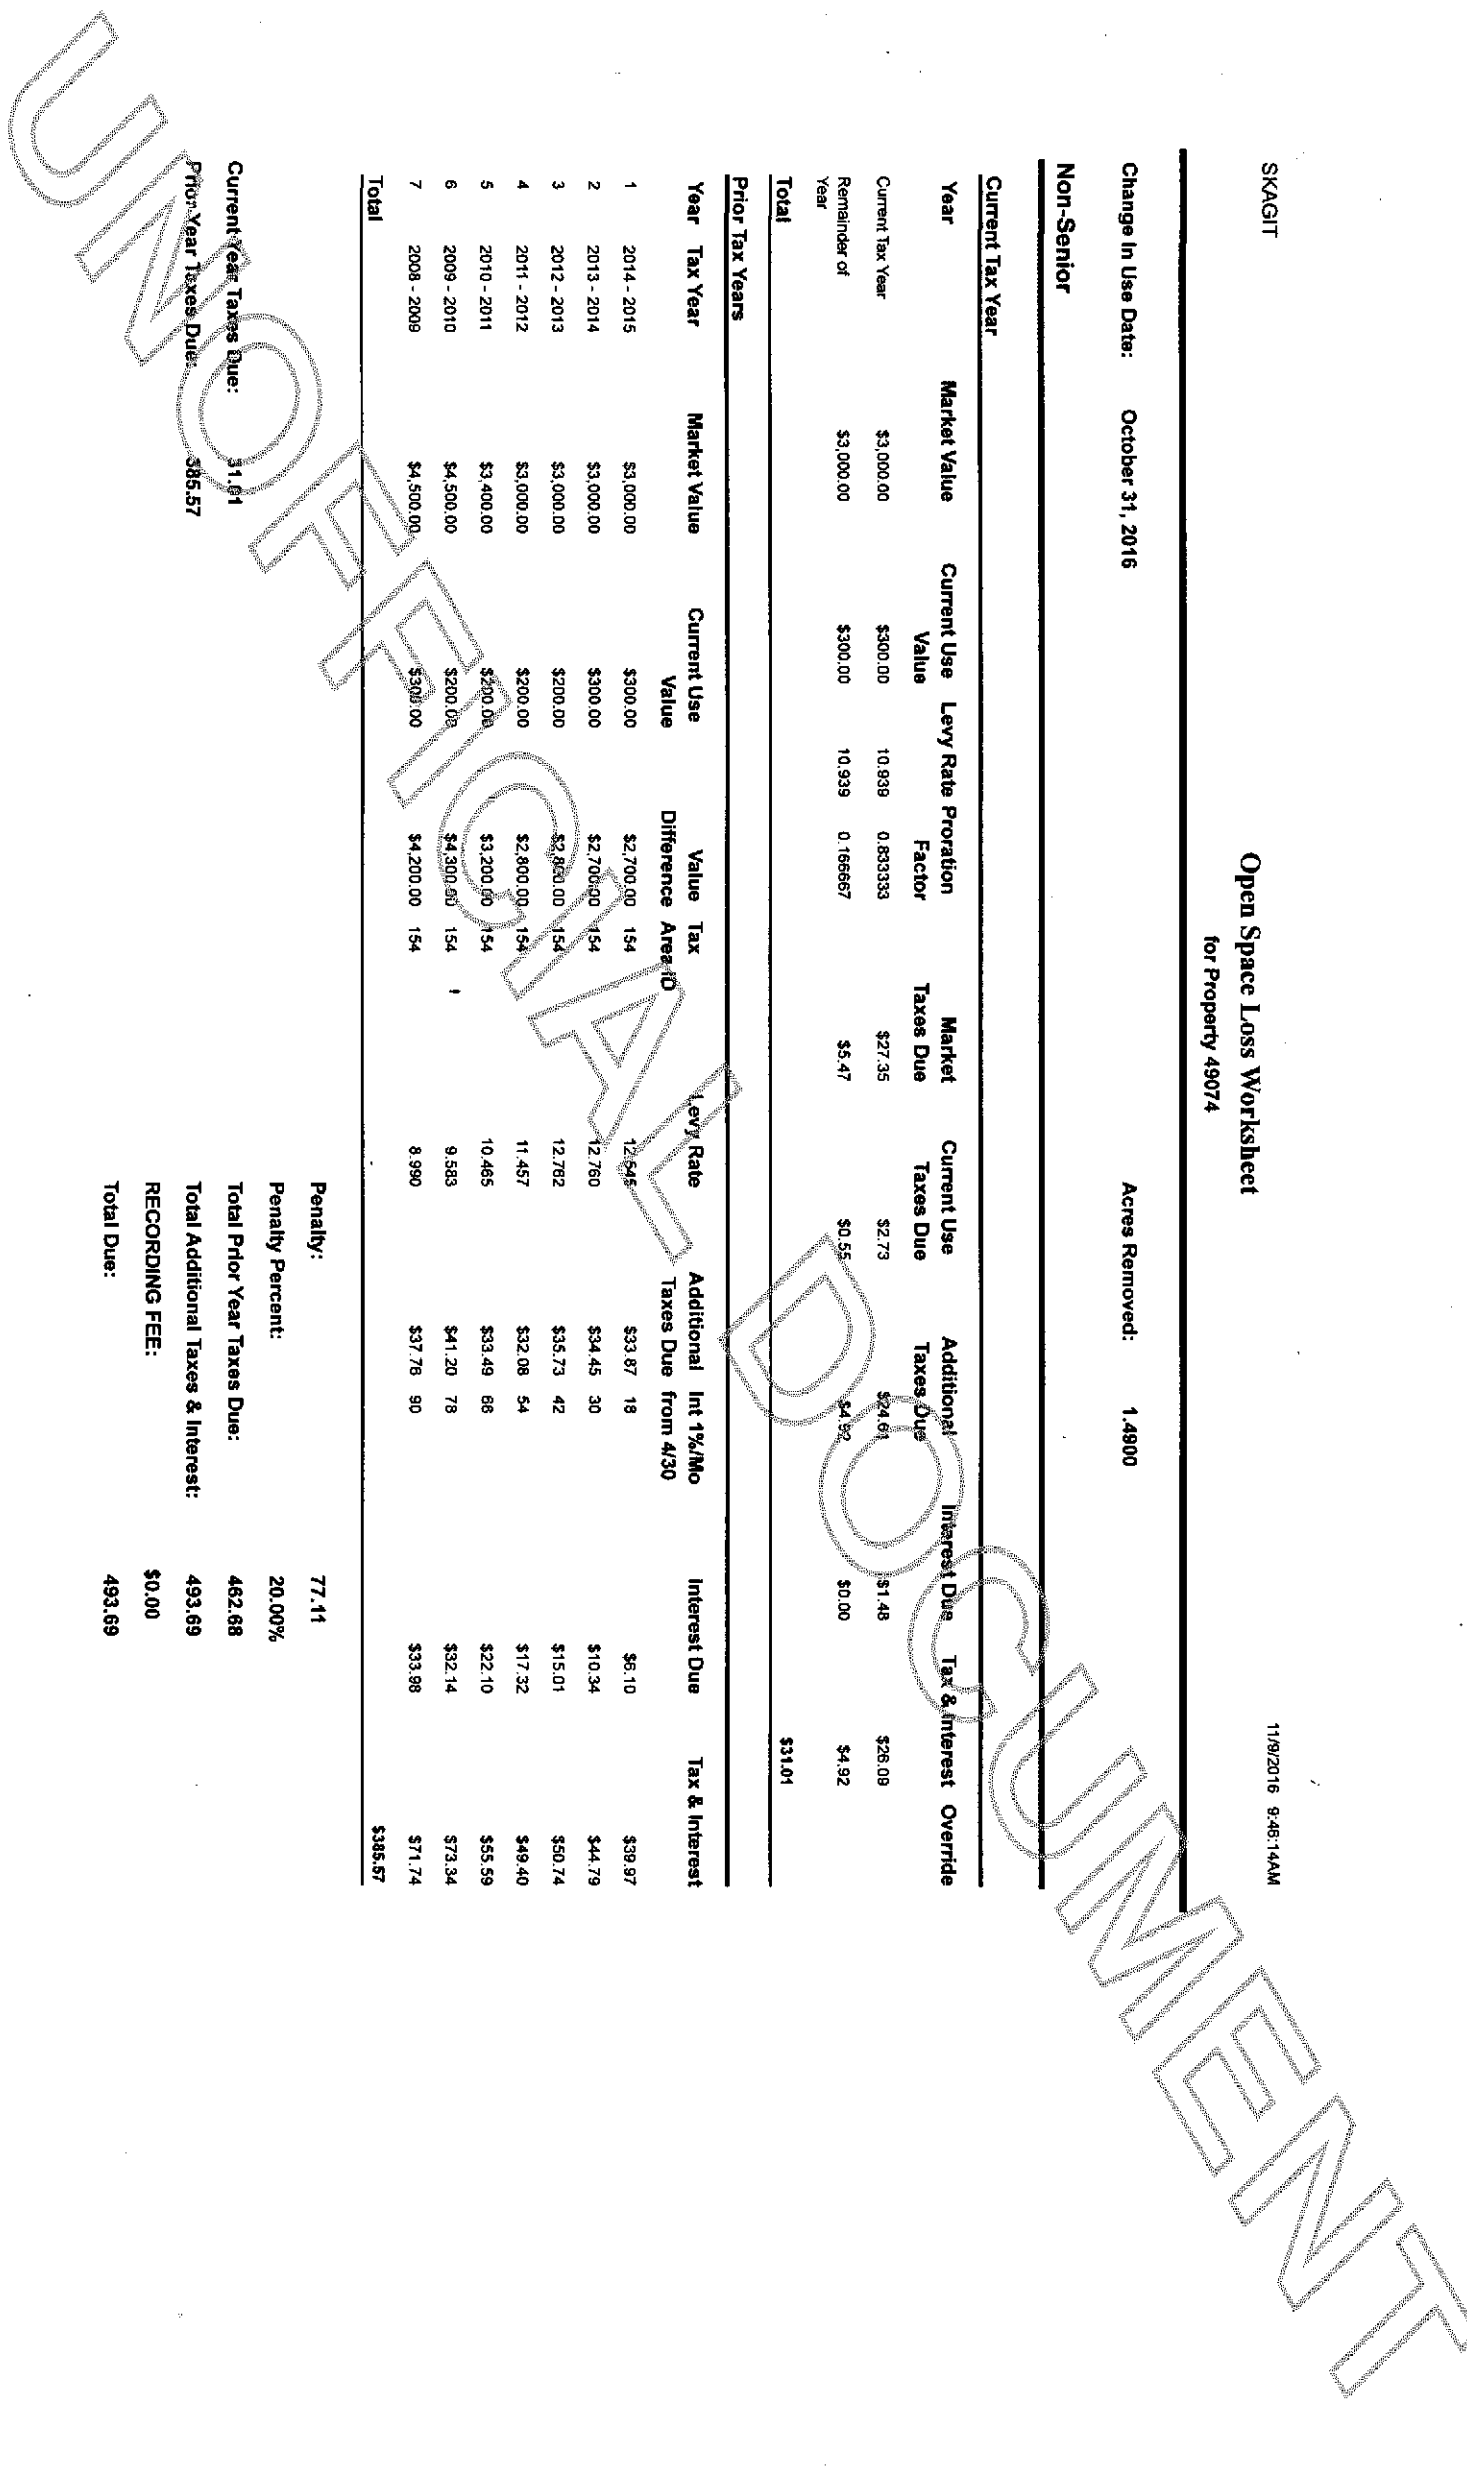 SKAGIT 11/9/2016 9:46:14AM
Open Space Loss Worksheet
for Property 49074
Change In Use Date: October 31, 2016 Acres Removed: 1.4900
Non-Senior
Current Tax Year
Year Market Value Current Use Value Levy Rate Proration Factor Market Taxes Due Current Use Taxes Due Additional Taxes Due Interest Due Tax & Interest Override
Current Tax Year $3,000.00 $300.00 10.939 0.833333 $27.35 $2.73 $24.61 $1.48 $26.09
Remainder of Year $3,000.00 $300.00 10.939 0.166667 $5.47 $0.55 $4.92 $0.00 $4.92
Total $31.01
Prior Tax Years
Year Tax Year Market Value Current Use Value Value Difference Tax Area ID Levy Rate Additional Taxes Due Int 1%/Mo from 4/30 Interest Due Tax & Interest
1 2014 - 2015 $3,000.00 $300.00 $2,700.00 154 12.545 $33.87 18 $6.10 $39.97
2 2013 - 2014 $3,000.00 $300.00 $2,700.00 154 12.760 $34.45 30 $10.34 $44.79
3 2012 - 2013 $3,000.00 $200.00 $2,800.00 154 12.762 $35.73 42 $15.01 $50.74
4 2011 - 2012 $3,000.00 $200.00 $2,800.00 154 11.457 $32.08 54 $17.32 $49.40
5 2010 - 2011 $3,400.00 $200.00 $3,200.00 154 10.465 $33.49 66 $22.10 $55.59
6 2009 - 2010 $4,500.00 $200.00 $4,300.00 154 9.583 $41.20 78 $32.14 $73.34
7 2008 - 2009 $4,500.00 $300.00 $4,200.00 154 8.990 $37.76 90 $33.98 $71.74
Total $385.57
Penalty: 77.11
Penalty Percent: 20.00%
Current Year Taxes Due: 31.01 Total Prior Year Taxes Due: 462.68
Prior Year Taxes Due: 385.57 Total Additional Taxes & Interest: 493.69
RECORDING FEE: $0.00
Total Due: 493.69
UNOFFICIAL DOCUMENT